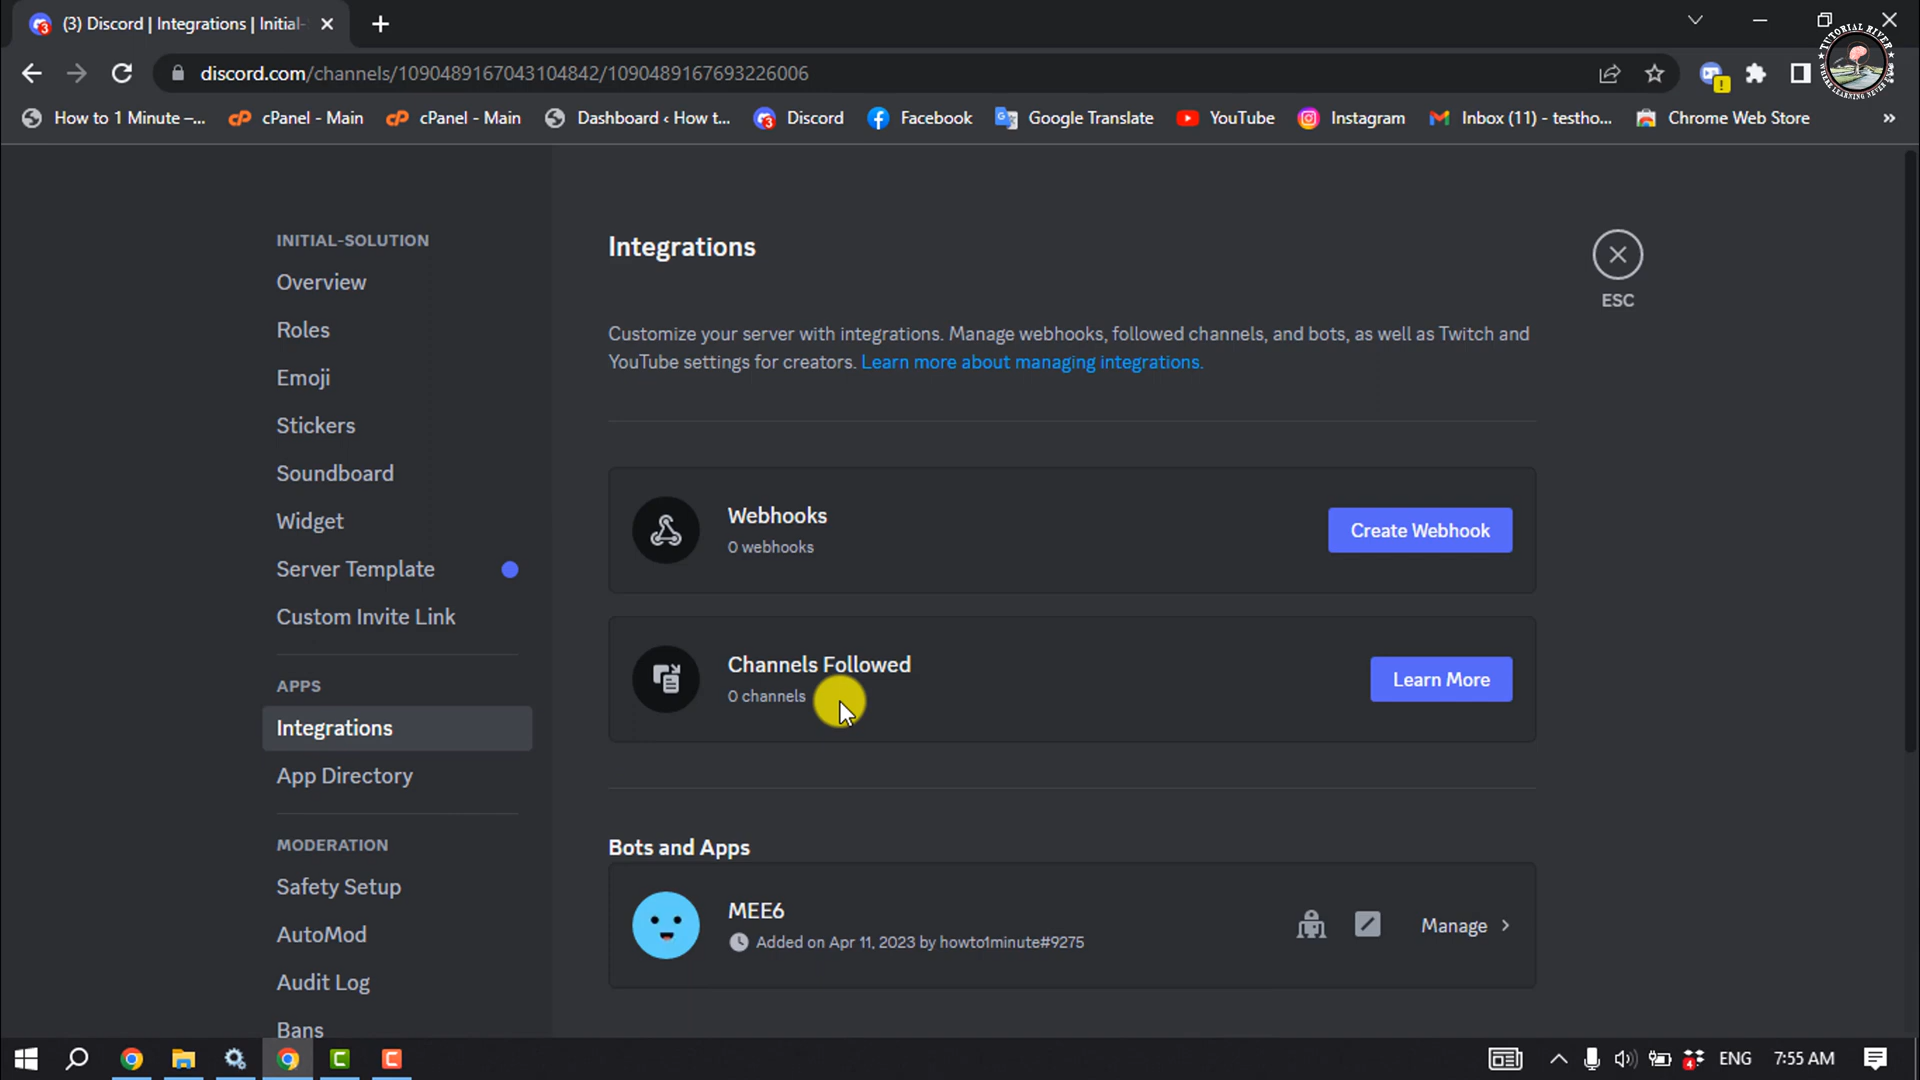 (3) Discord | Integrations | Initial-
discord.com/channels/1090489167043104842/1090489167693226006
TUTORIAL RIVER
How to 1 Minute –... cPanel - Main cPanel - Main Dashboard ‹ How t... Discord Facebook Google Translate YouTube Instagram Inbox (11) - testho... Chrome Web Store »
INITIAL-SOLUTION
Overview
Roles
Emoji
Stickers
Soundboard
Widget
Server Template
Custom Invite Link
APPS
Integrations
App Directory
MODERATION
Safety Setup
AutoMod
Audit Log
Bans
Integrations
ESC
Customize your server with integrations. Manage webhooks, followed channels, and bots, as well as Twitch and
YouTube settings for creators. Learn more about managing integrations.
Webhooks
0 webhooks
Create Webhook
Channels Followed
0 channels
Learn More
Bots and Apps
MEE6
Added on Apr 11, 2023 by howto1minute#9275
Manage
ENG 7:55 AM